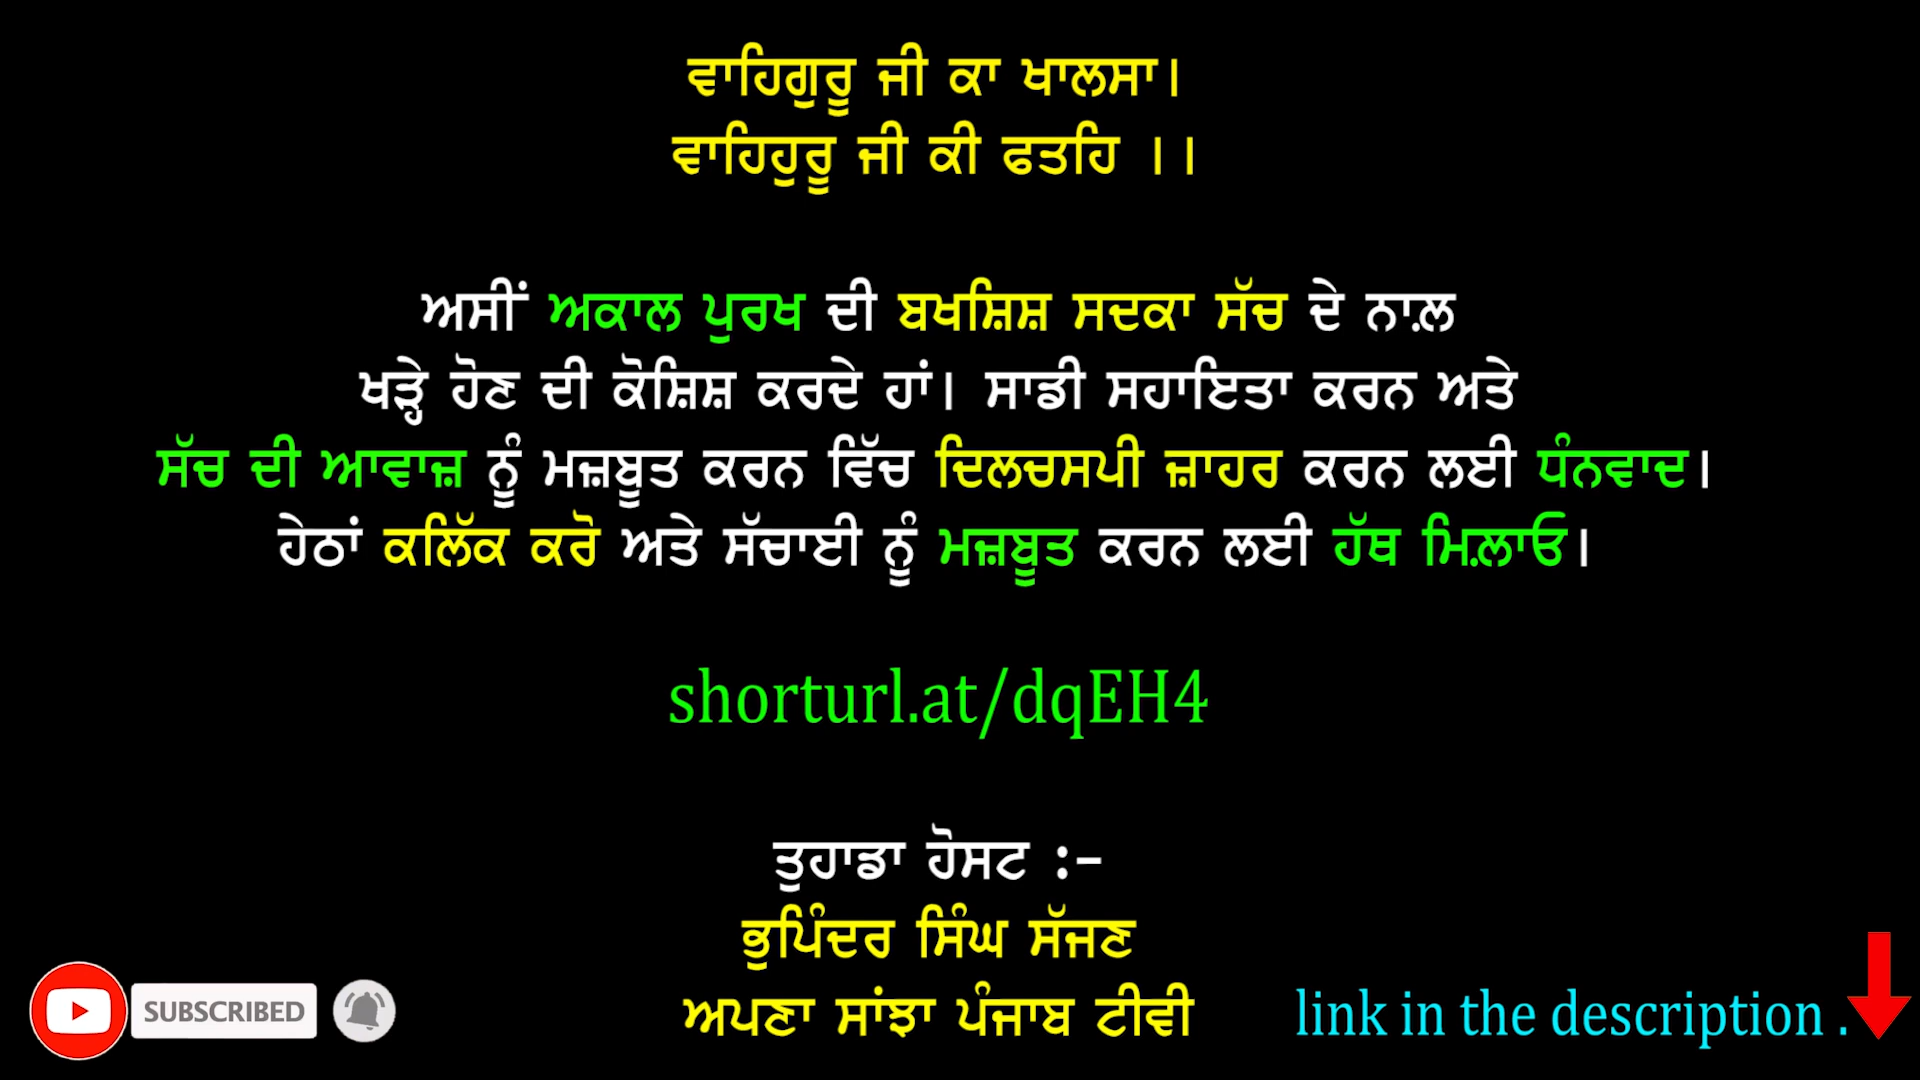 ਵਾਹਿਗੁਰੂ ਜੀ ਕਾ ਖਾਲਸਾ।
ਵਾਹਿਹੁਰੂ ਜੀ ਕੀ ਫਤਹਿ ।।
ਅਸੀਂ ਅਕਾਲ ਪੁਰਖ ਦੀ ਬਖਸ਼ਿਸ਼ ਸਦਕਾ ਸੱਚ ਦੇ ਨਾਲ਼
ਖੜ੍ਹੇ ਹੋਣ ਦੀ ਕੋਸ਼ਿਸ਼ ਕਰਦੇ ਹਾਂ। ਸਾਡੀ ਸਹਾਇਤਾ ਕਰਨ ਅਤੇ
ਸੱਚ ਦੀ ਆਵਾਜ਼ ਨੂੰ ਮਜ਼ਬੂਤ ਕਰਨ ਵਿੱਚ ਦਿਲਚਸਪੀ ਜ਼ਾਹਰ ਕਰਨ ਲਈ ਧੰਨਵਾਦ।
ਹੇਠਾਂ ਕਲਿੱਕ ਕਰੋ ਅਤੇ ਸੱਚਾਈ ਨੂੰ ਮਜ਼ਬੂਤ ਕਰਨ ਲਈ ਹੱਥ ਮਿਲ਼ਾਓ।
shorturl.at/dqEH4
ਤੁਹਾਡਾ ਹੋਸਟ :-
ਭੁਪਿੰਦਰ ਸਿੰਘ ਸੱਜਣ
ਅਪਣਾ ਸਾਂਝਾ ਪੰਜਾਬ ਟੀਵੀ
SUBSCRIBED
link in the description .